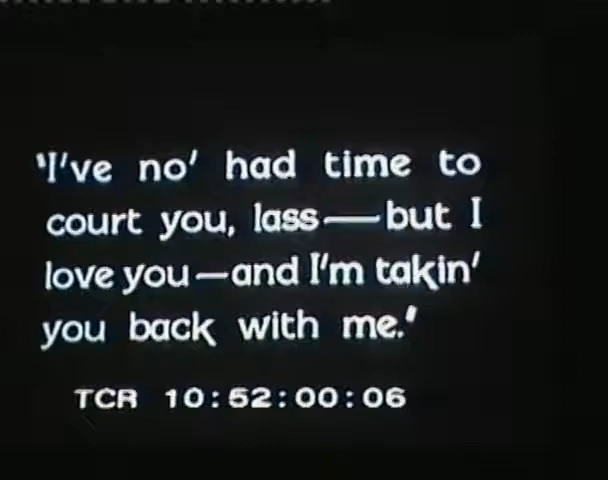 'I've no' had time to
court you, lass—but I
love you—and I'm takin'
you back with me.'
TCR 10:52:00:06